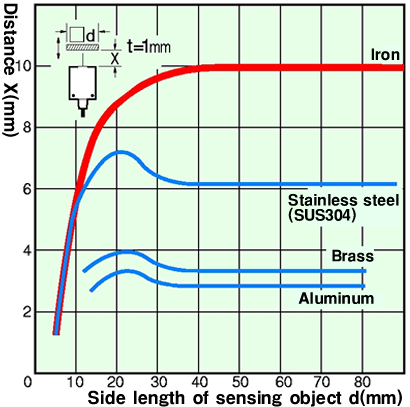 Distance X(mm)
d
t=1mm
X
Iron
10
8
6
4
2
Stainless steel
(SUS304)
Brass
Aluminum
0 10 20 30 40 50 60 70 80 90
Side length of sensing object d(mm)